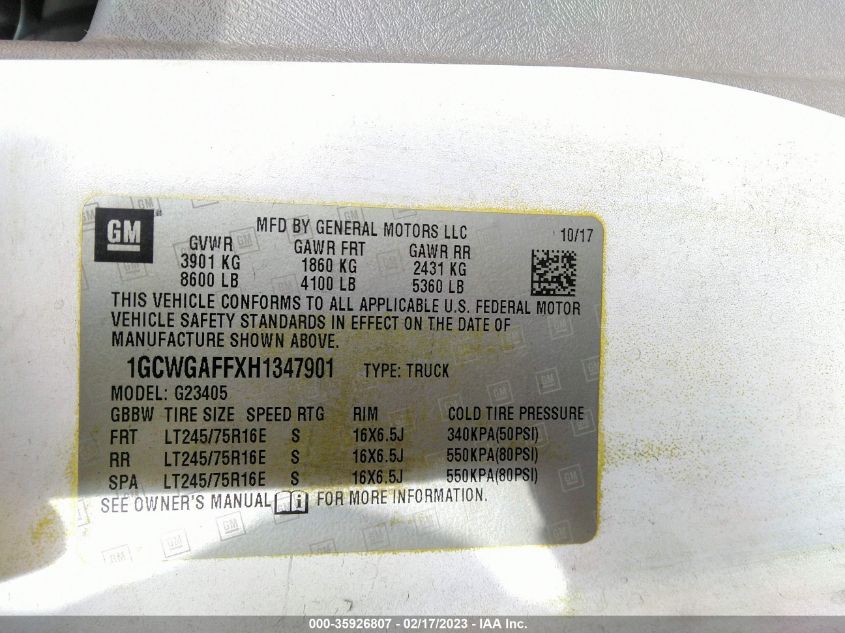 GM
MFD BY GENERAL MOTORS LLC
10/17
GVWR GAWR FRT GAWR RR
3901 KG 1860 KG 2431 KG
8600 LB 4100 LB 5360 LB
THIS VEHICLE CONFORMS TO ALL APPLICABLE U.S. FEDERAL MOTOR
VEHICLE SAFETY STANDARDS IN EFFECT ON THE DATE OF
MANUFACTURE SHOWN ABOVE.
1GCWGAFFXH1347901 TYPE: TRUCK
MODEL: G23405
GBBW TIRE SIZE SPEED RTG RIM COLD TIRE PRESSURE
FRT LT245/75R16E S 16X6.5J 340KPA(50PSI)
RR LT245/75R16E S 16X6.5J 550KPA(80PSI)
SPA LT245/75R16E S 16X6.5J 550KPA(80PSI)
SEE OWNER'S MANUAL FOR MORE INFORMATION.
000-35926807 - 02/17/2023 - IAA Inc.